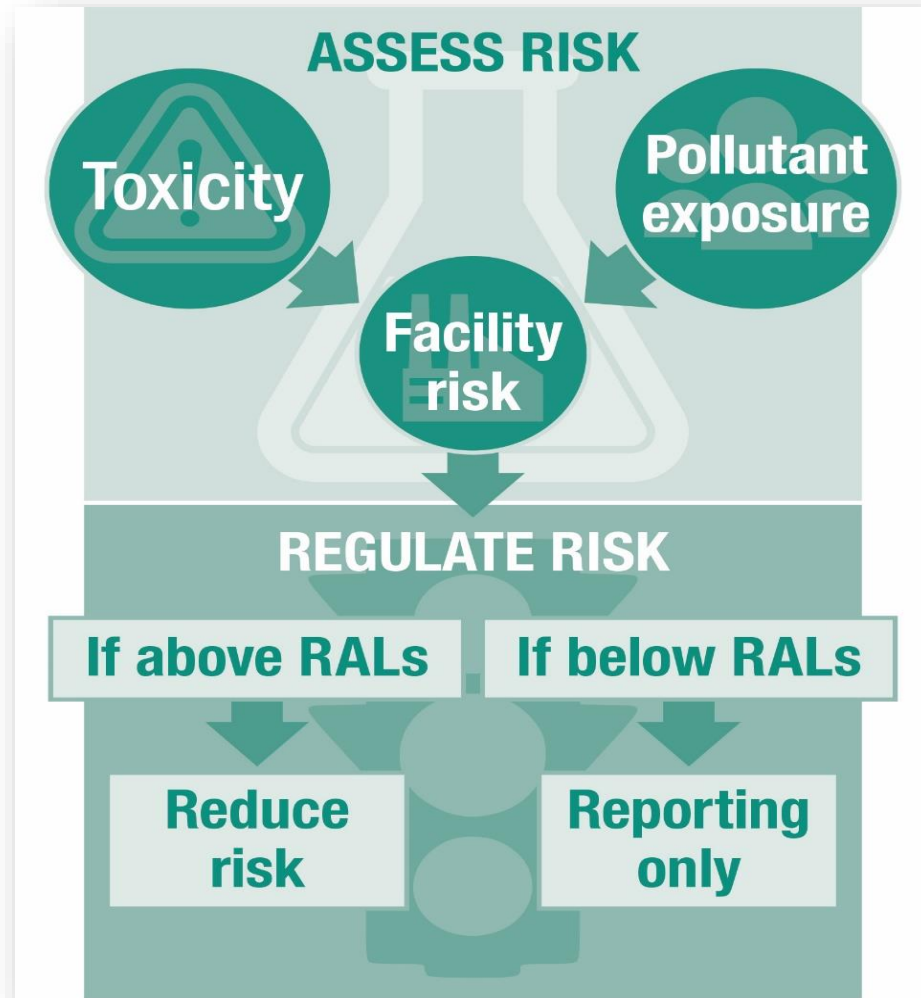 ASSESS RISK
Toxicity
Pollutant
exposure
Facility
risk
REGULATE RISK
If above RALs
If below RALs
Reduce
risk
Reporting
only